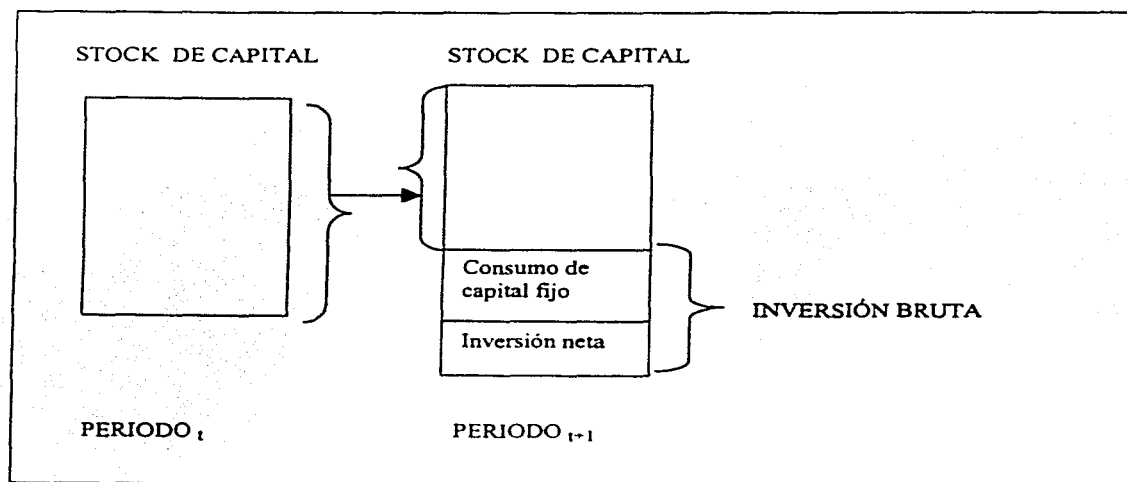 STOCK DE CAPITAL
STOCK DE CAPITAL
Consumo de
capital fijo
Inversión neta
INVERSIÓN BRUTA
PERIODO t
PERIODO t+1